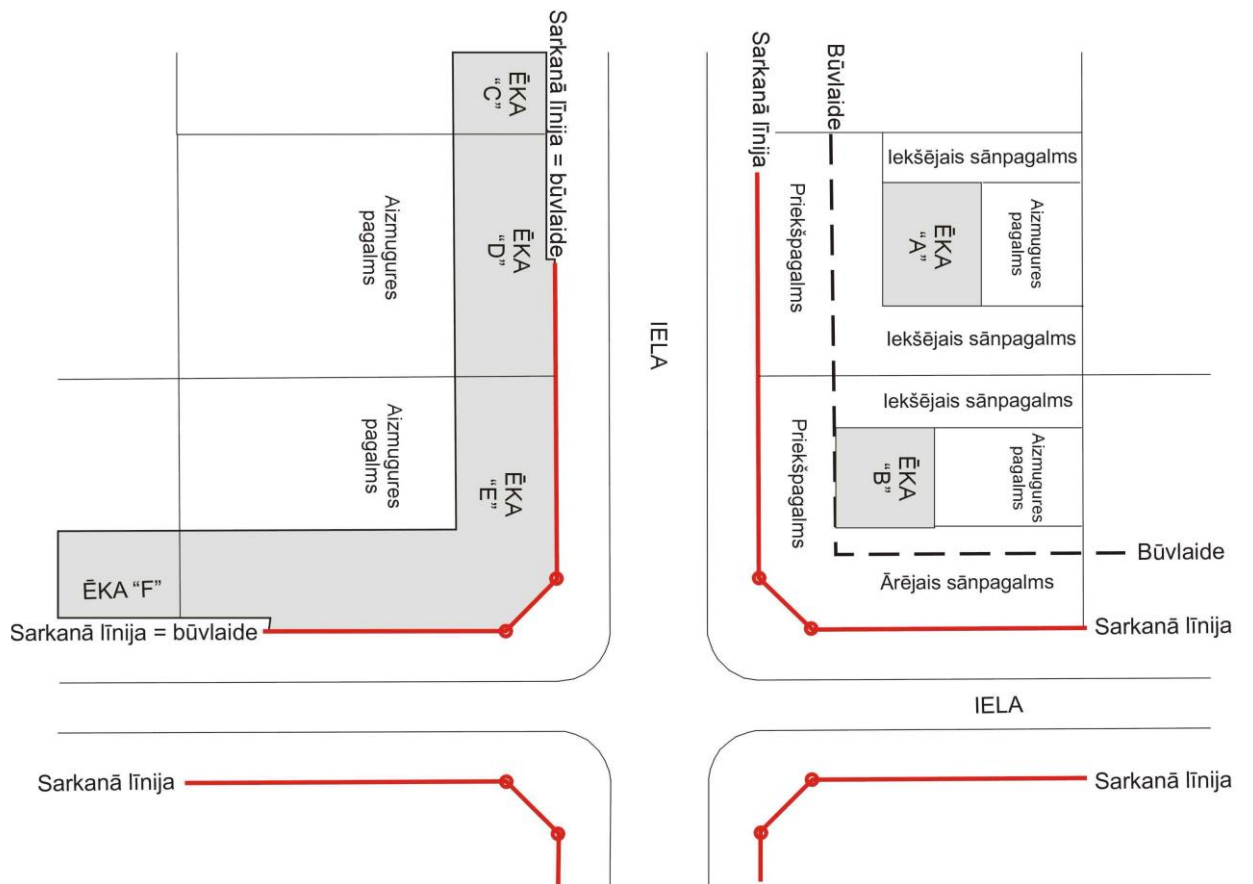 Sarkanā līnija = būvlaide
ĒKA
“C”
Aizmugures
pagalms
ĒKA
“D”
Aizmugures
pagalms
ĒKA
“E”
ĒKA “F”
Sarkanā līnija = būvlaide
IELA
Sarkanā līnija
Būvlaide
Iekšējais sānpagalms
Priekšpagalms
ĒKA
“A”
Aizmugures
pagalms
Iekšējais sānpagalms
Iekšējais sānpagalms
Priekšpagalms
ĒKA
“B”
Aizmugures
pagalms
Būvlaide
Ārējais sānpagalms
Sarkanā līnija
IELA
Sarkanā līnija
Sarkanā līnija